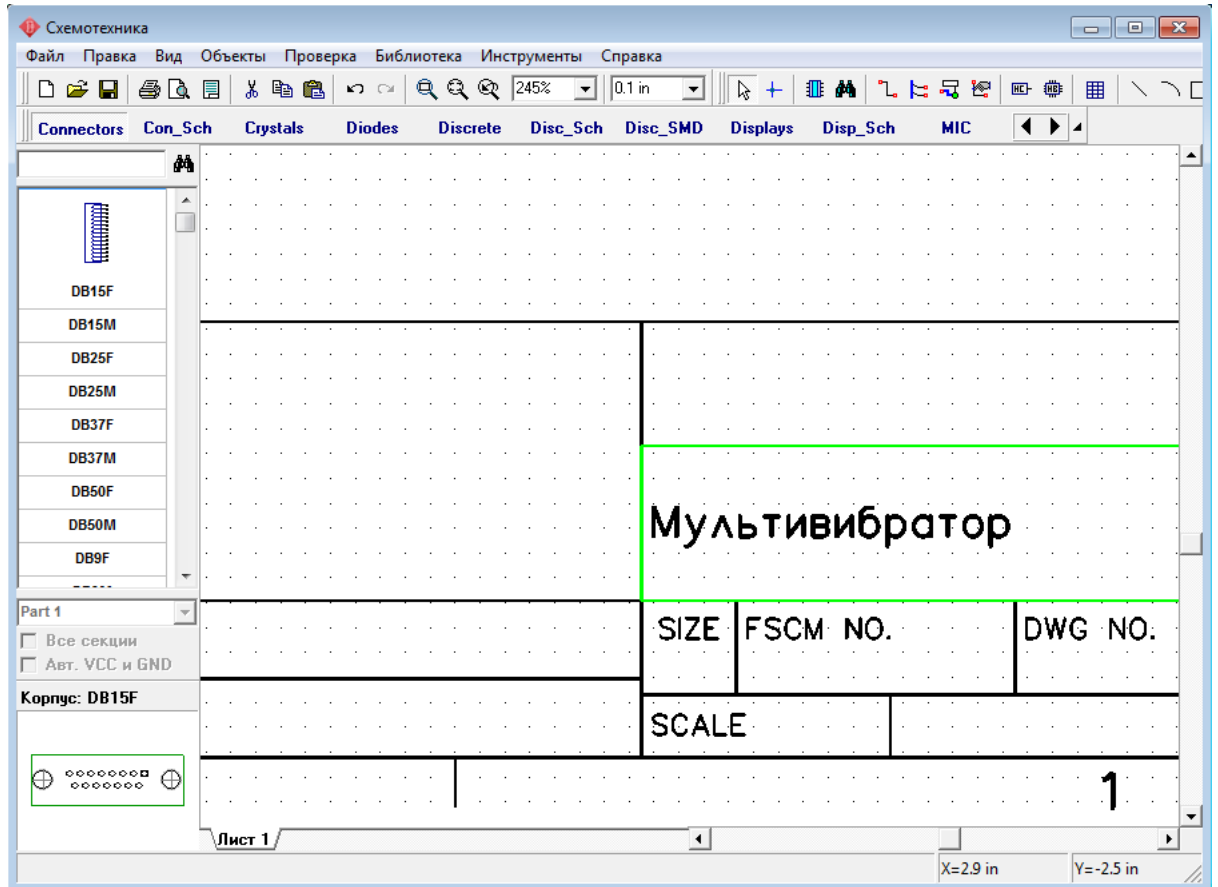 Схемотехника
Файл Правка Вид Объекты Проверка Библиотека Инструменты Справка
245% 0.1 in
Connectors Con_Sch Crystals Diodes Discrete Disc_Sch Disc_SMD Displays Disp_Sch MIC
DB15F
DB15M
DB25F
DB25M
DB37F
DB37M
DB50F
DB50M
DB9F
Part 1
Все секции
Авт. VCC и GND
Корпус: DB15F
Мультивибратор
SIZE FSCM NO. DWG NO.
SCALE
1
Лист 1
X=2.9 in Y=-2.5 in